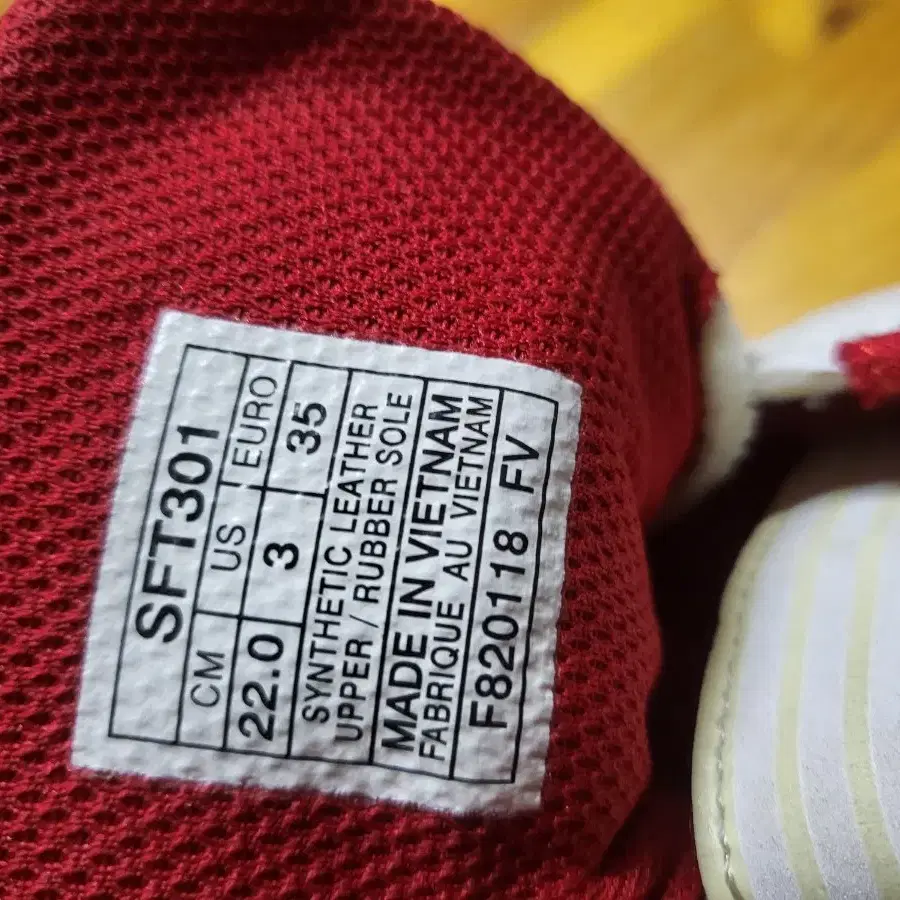 SFT301
CM US EURO
22.0 3 35
SYNTHETIC LEATHER
UPPER / RUBBER SOLE
MADE IN VIETNAM
FABRIQUE AU VIETNAM
F820118 FV